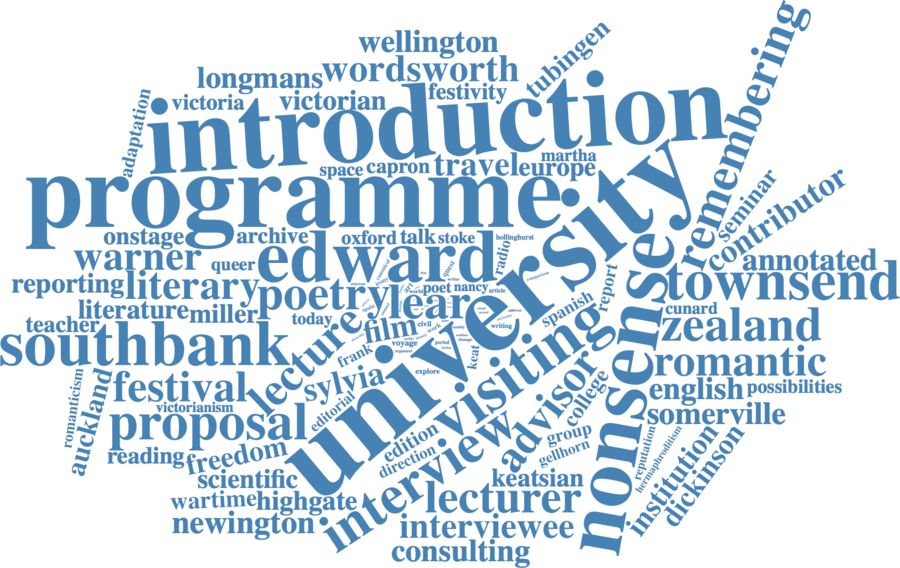 wellington
longmans
wordsworth
tubingen
victoria
victorian
festivity
adaptation
introduction
remembering
space
capron
travel
europe
martha
programme
university
seminar
contributor
onstage
archive
oxford
talk
stoke
hollinghurst
warner
queer
edward
radio
annotated
reporting
literary
poetry
lear
poet
nancy
article
report
townsend
literature
miller
today
film
civil
writing
spanish
cunard
teacher
southbank
lecture
frank
voyage
period
keat
nonsense
zealand
romanticism
auckland
festival
victorianism
sylvia
editorial
explore
visiting
advisor
college
romantic
english
possibilities
proposal
somerville
reading
freedom
edition
direction
interview
group
gellhorn
reputation
hermaphroditism
institution
dickinson
scientific
keatsian
wartime
highgate
lecturer
newington
interviewee
consulting